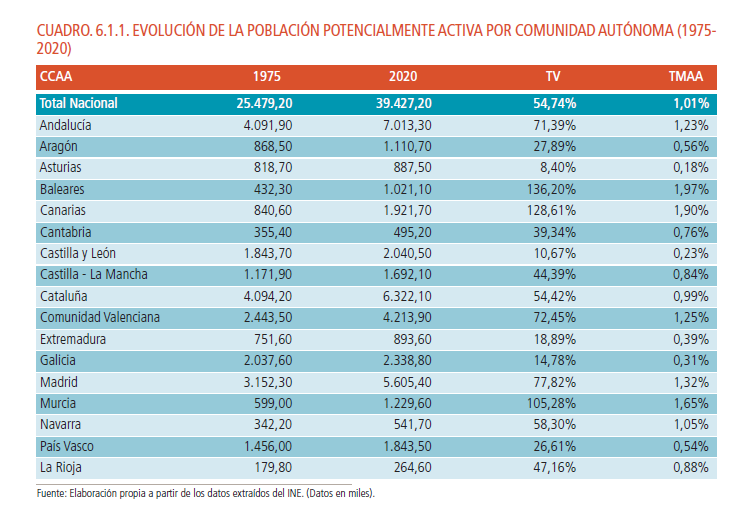 CUADRO. 6.1.1. EVOLUCIÓN DE LA POBLACIÓN POTENCIALMENTE ACTIVA POR COMUNIDAD AUTÓNOMA (1975-
2020)
CCAA 1975 2020 TV TMAA
Total Nacional 25.479,20 39.427,20 54,74% 1,01%
Andalucía 4.091,90 7.013,30 71,39% 1,23%
Aragón 868,50 1.110,70 27,89% 0,56%
Asturias 818,70 887,50 8,40% 0,18%
Baleares 432,30 1.021,10 136,20% 1,97%
Canarias 840,60 1.921,70 128,61% 1,90%
Cantabria 355,40 495,20 39,34% 0,76%
Castilla y León 1.843,70 2.040,50 10,67% 0,23%
Castilla - La Mancha 1.171,90 1.692,10 44,39% 0,84%
Cataluña 4.094,20 6.322,10 54,42% 0,99%
Comunidad Valenciana 2.443,50 4.213,90 72,45% 1,25%
Extremadura 751,60 893,60 18,89% 0,39%
Galicia 2.037,60 2.338,80 14,78% 0,31%
Madrid 3.152,30 5.605,40 77,82% 1,32%
Murcia 599,00 1.229,60 105,28% 1,65%
Navarra 342,20 541,70 58,30% 1,05%
País Vasco 1.456,00 1.843,50 26,61% 0,54%
La Rioja 179,80 264,60 47,16% 0,88%
Fuente: Elaboración propia a partir de los datos extraídos del INE. (Datos en miles).